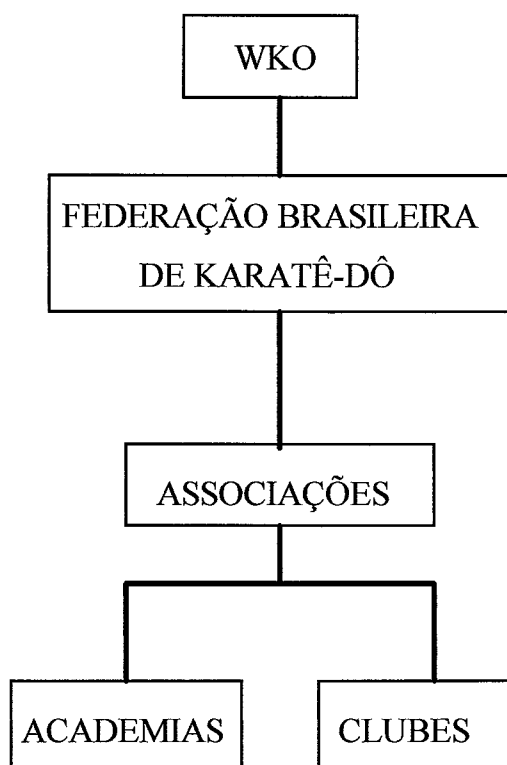 WKO
FEDERAÇÃO BRASILEIRA
DE KARATÊ-DÔ
ASSOCIAÇÕES
ACADEMIAS
CLUBES